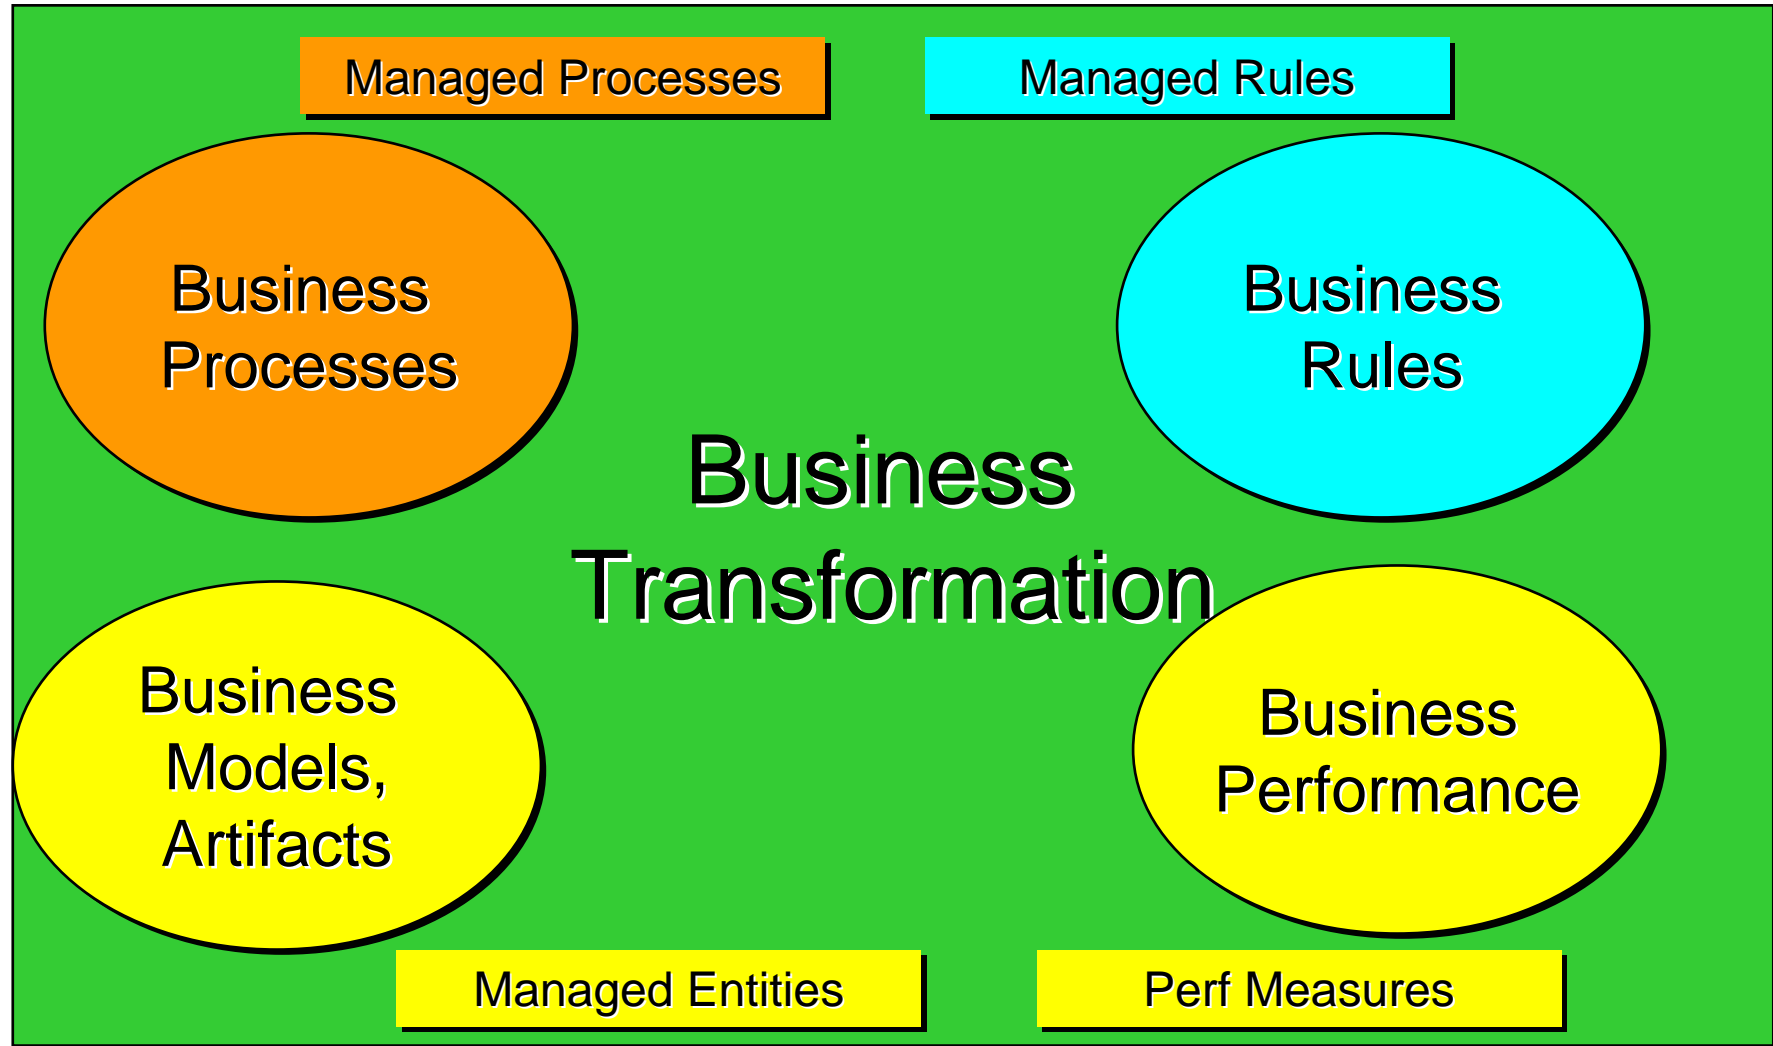 Managed Processes
Managed Rules
Business
Processes
Business
Rules
Business
Transformation
Business
Models,
Artifacts
Business
Performance
Managed Entities
Perf Measures